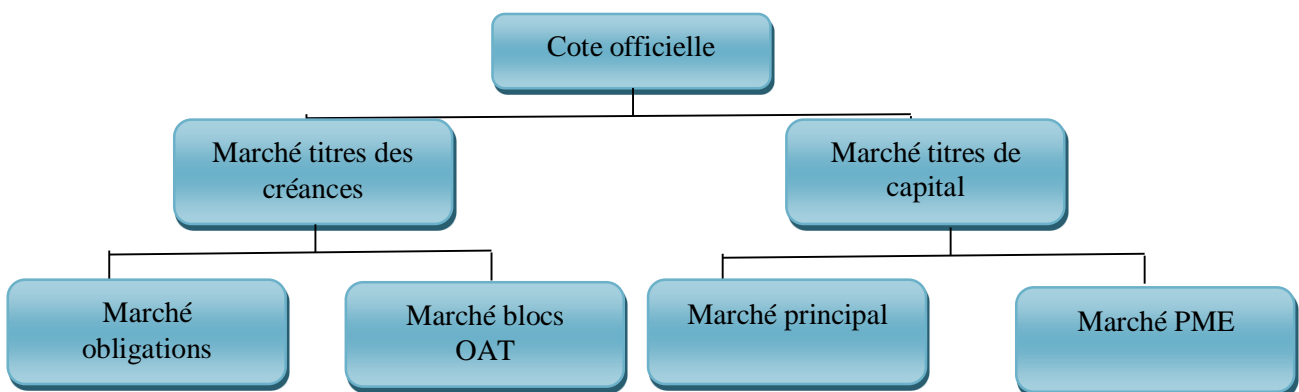 Cote officielle
Marché titres des
créances
Marché titres de
capital
Marché
obligations
Marché blocs
OAT
Marché principal
Marché PME